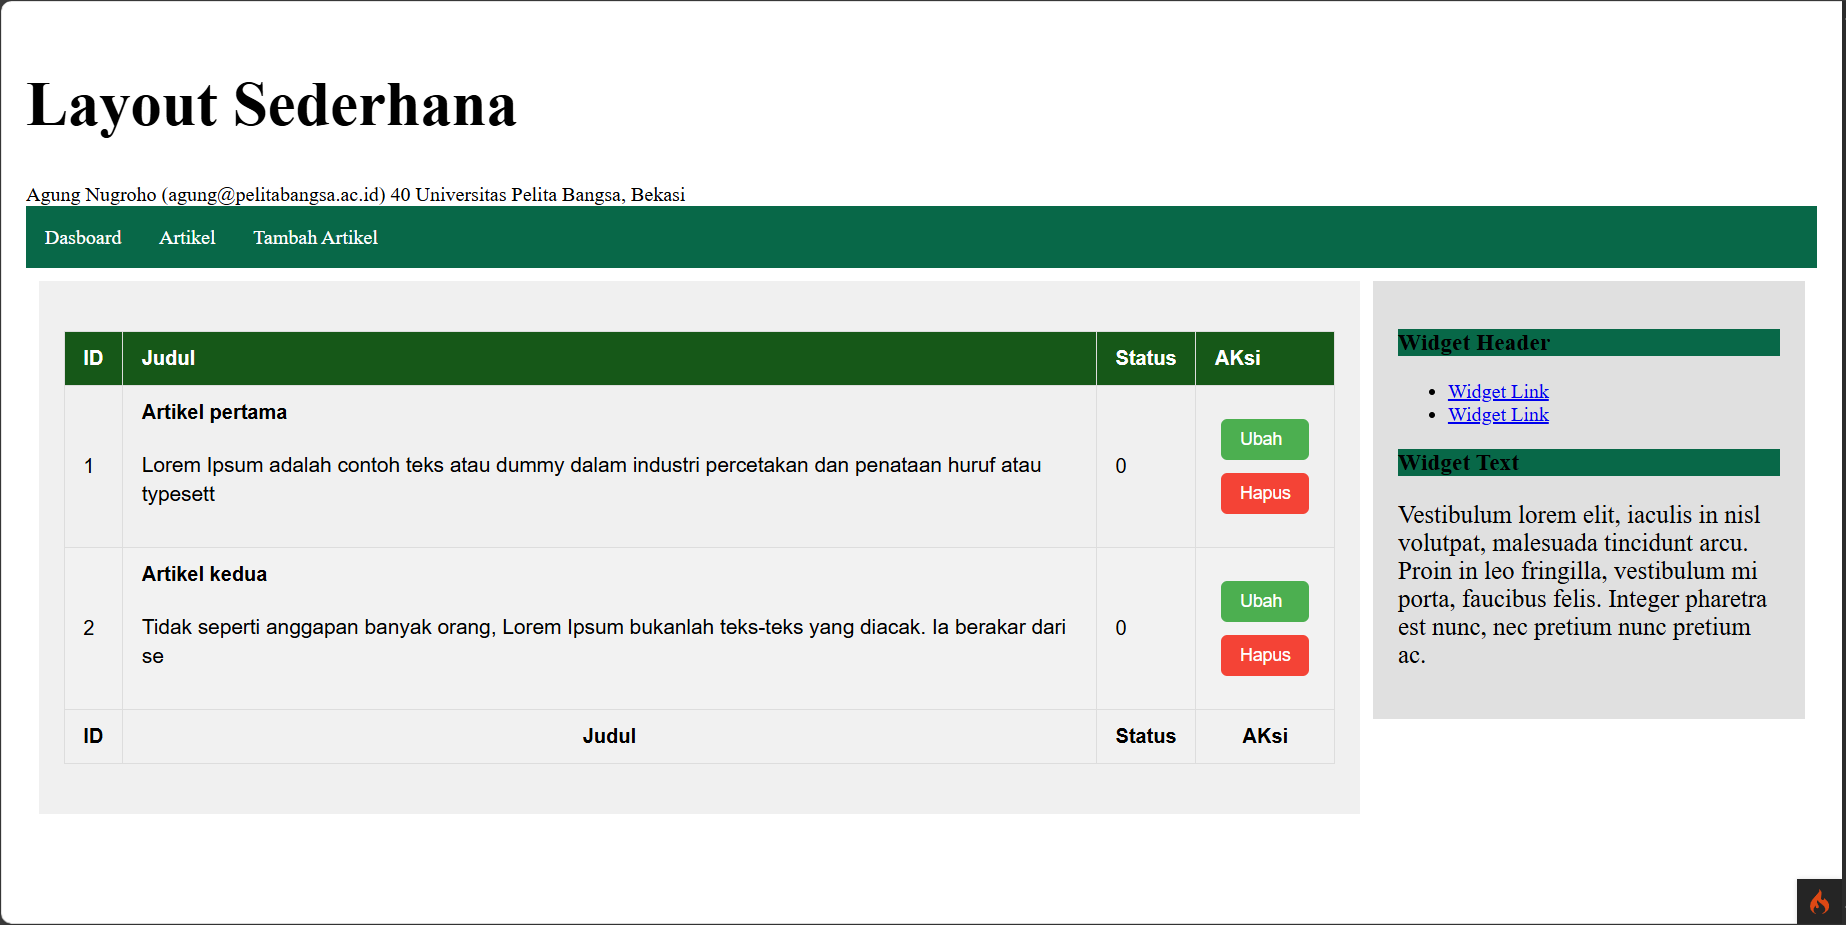 Layout Sederhana
Agung Nugroho (agung@pelitabangsa.ac.id) 40 Universitas Pelita Bangsa, Bekasi
Dasboard Artikel Tambah Artikel
ID Judul Status AKsi
Artikel pertama
1 Lorem Ipsum adalah contoh teks atau dummy dalam industri percetakan dan penataan huruf atau 0
typesett
Ubah
Hapus
Artikel kedua
2 Tidak seperti anggapan banyak orang, Lorem Ipsum bukanlah teks-teks yang diacak. Ia berakar dari 0
se
Ubah
Hapus
ID Judul Status AKsi
Widget Header
Widget Link
Widget Link
Widget Text
Vestibulum lorem elit, iaculis in nisl
volutpat, malesuada tincidunt arcu.
Proin in leo fringilla, vestibulum mi
porta, faucibus felis. Integer pharetra
est nunc, nec pretium nunc pretium
ac.